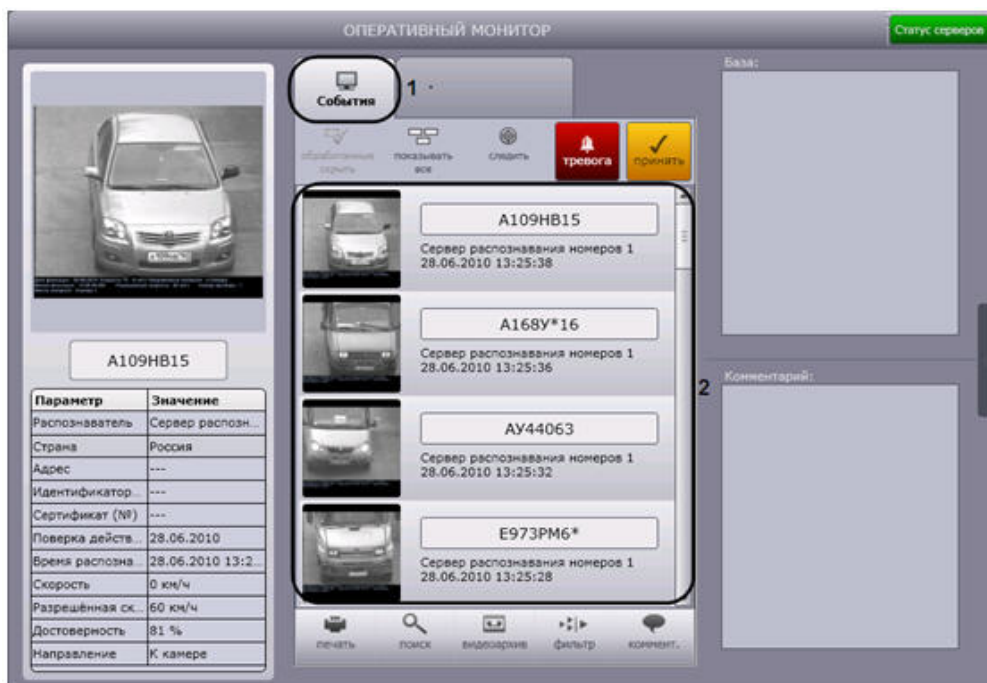 ОПЕРАТИВНЫЙ МОНИТОР
Статус серверов
А109НВ15
Параметр Значение
Распознаватель Сервер распозн...
Страна Россия
Адрес ---
Идентификатор... ---
Сертификат (№) ---
Поверка действ... 28.06.2010
Время распозна... 28.06.2010 13:2...
Скорость 0 км/ч
Разрешённая ск... 60 км/ч
Достоверность 81 %
Направление К камере
События
1
обработанные скрыть
показывать все
следить
тревога
принять
А109НВ15
Сервер распознавания номеров 1
28.06.2010 13:25:38
А168У*16
Сервер распознавания номеров 1
28.06.2010 13:25:36
АУ44063
Сервер распознавания номеров 1
28.06.2010 13:25:32
Е973РМ6*
Сервер распознавания номеров 1
28.06.2010 13:25:28
2
печать
поиск
видеоархив
фильтр
коммент.
База:
Комментарий: